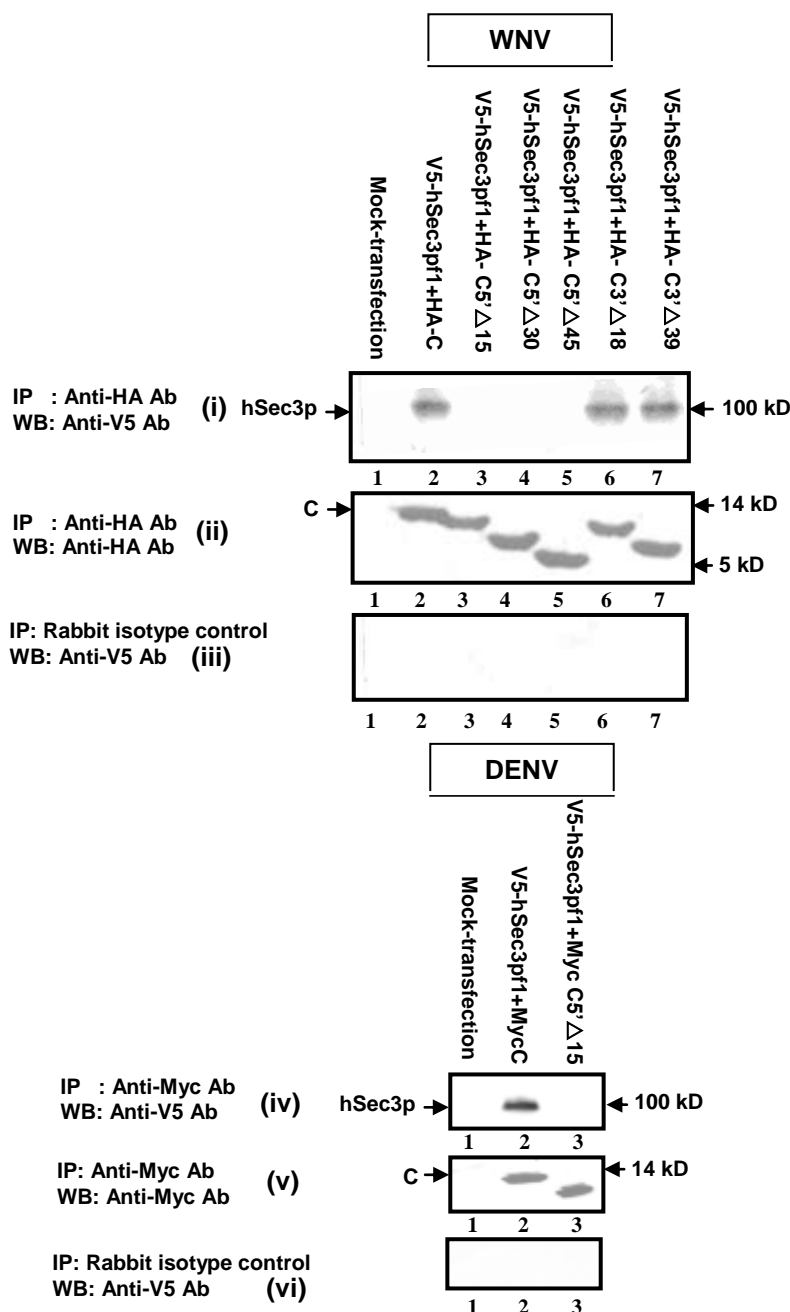 WNV
Mock-transfection
V5-hSec3pf1+HA-C
V5-hSec3pf1+HA- C5'△15
V5-hSec3pf1+HA- C5'△30
V5-hSec3pf1+HA- C5'△45
V5-hSec3pf1+HA- C3'△18
V5-hSec3pf1+HA- C3'△39
IP : Anti-HA Ab
WB: Anti-V5 Ab
(i)
hSec3p
100 kD
1 2 3 4 5 6 7
IP : Anti-HA Ab
WB: Anti-HA Ab
(ii)
C
14 kD
5 kD
1 2 3 4 5 6 7
IP: Rabbit isotype control
WB: Anti-V5 Ab (iii)
1 2 3 4 5 6 7
DENV
Mock-transfection
V5-hSec3pf1+MycC
V5-hSec3pf1+Myc C5'△15
IP : Anti-Myc Ab
WB: Anti-V5 Ab
(iv)
hSec3p
100 kD
1 2 3
IP: Anti-Myc Ab
WB: Anti-Myc Ab
(v)
C
14 kD
1 2 3
IP: Rabbit isotype control
WB: Anti-V5 Ab (vi)
1 2 3